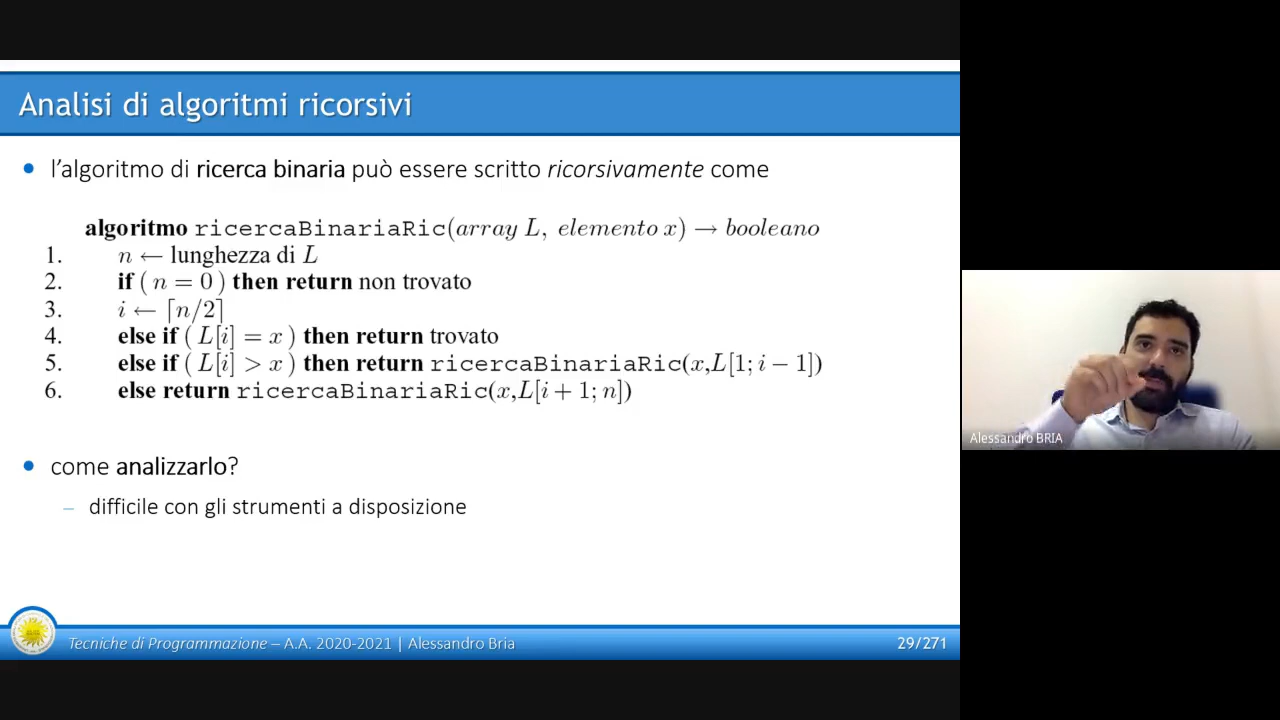 Analisi di algoritmi ricorsivi
• l’algoritmo di ricerca binaria può essere scritto ricorsivamente come
algoritmo ricercaBinariaRic(array L, elemento x) → booleano
1. n ← lunghezza di L
2. if ( n = 0 ) then return non trovato
3. i ← ⌈n/2⌉
4. else if ( L[i] = x ) then return trovato
5. else if ( L[i] > x ) then return ricercaBinariaRic(x,L[1; i − 1])
6. else return ricercaBinariaRic(x,L[i + 1; n])
• come analizzarlo?
– difficile con gli strumenti a disposizione
Tecniche di Programmazione – A.A. 2020-2021 | Alessandro Bria
29/271
Alessandro BRIA